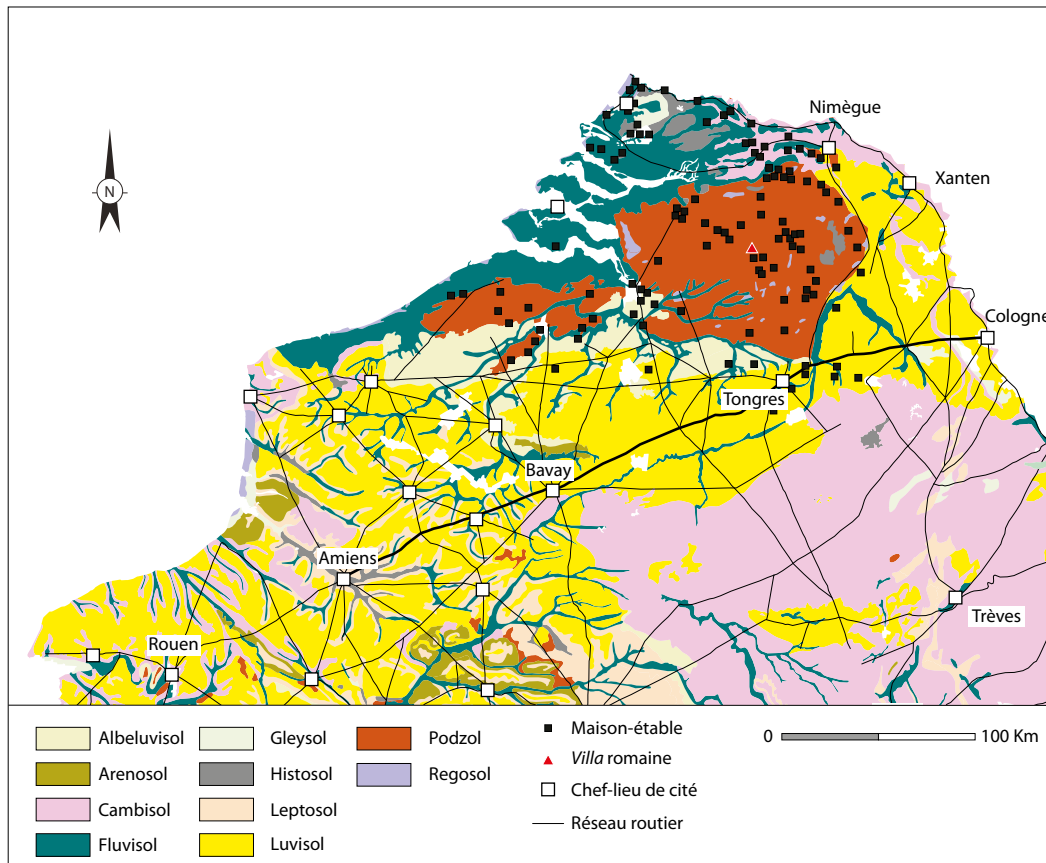 Nimègue
Xanten
N
Cologne
Tongres
Bavay
Amiens
Rouen
Trèves
Albeluvisol
Arenosol
Cambisol
Fluvisol
Gleysol
Histosol
Leptosol
Luvisol
Podzol
Regosol
Maison-étable
Villa romaine
Chef-lieu de cité
Réseau routier
0 100 Km